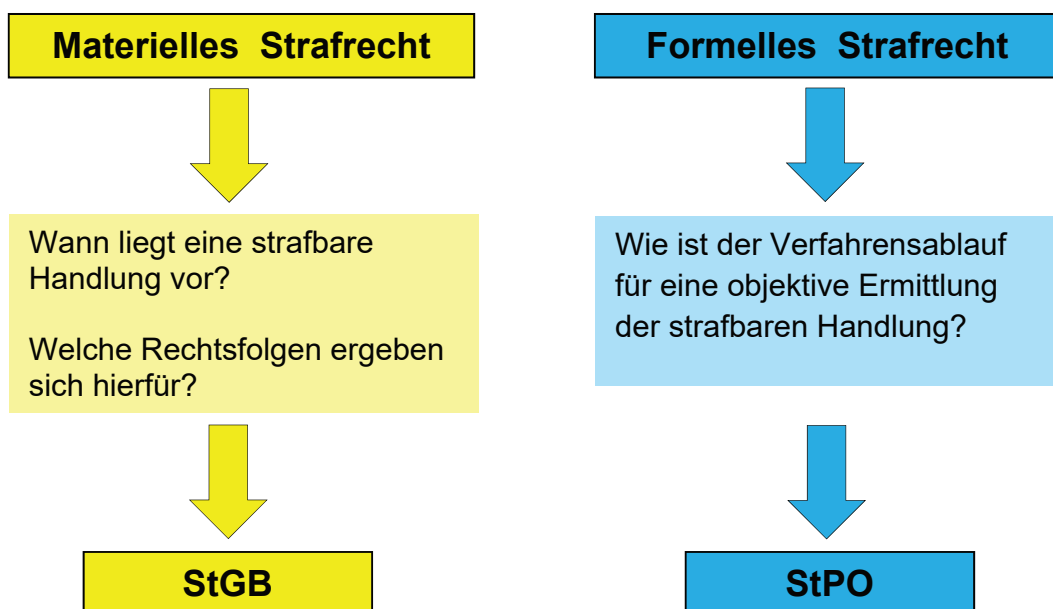 Materielles Strafrecht
Formelles Strafrecht
Wann liegt eine strafbare
Handlung vor?
Welche Rechtsfolgen ergeben
sich hierfür?
Wie ist der Verfahrensablauf
für eine objektive Ermittlung
der strafbaren Handlung?
StGB
StPO